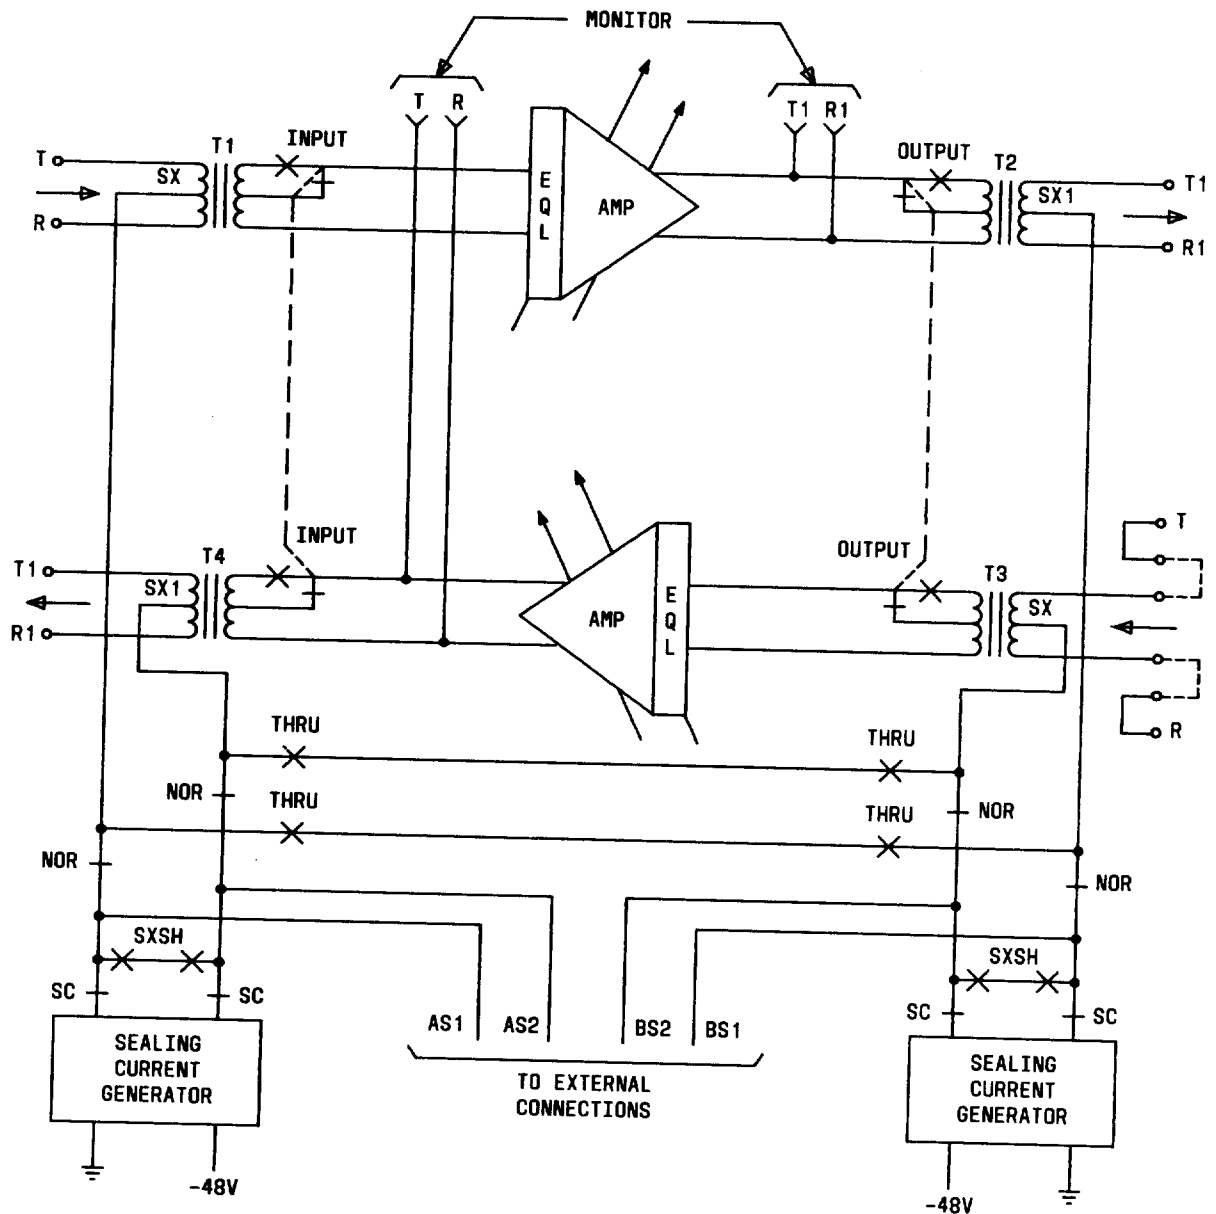 MONITOR
T R
T1 R1
T1
INPUT
OUTPUT
T2
T
SX
E
Q
L
AMP
SX1
T1
R
R1
INPUT
OUTPUT
T
T4
T3
T1
SX1
AMP
E
Q
L
SX
R1
R
THRU
THRU
NOR
THRU
THRU
NOR
NOR
NOR
SXSH
SXSH
SC
SC
SC
SC
AS1
AS2
BS2
BS1
SEALING
CURRENT
GENERATOR
TO EXTERNAL
CONNECTIONS
SEALING
CURRENT
GENERATOR
-48V
-48V